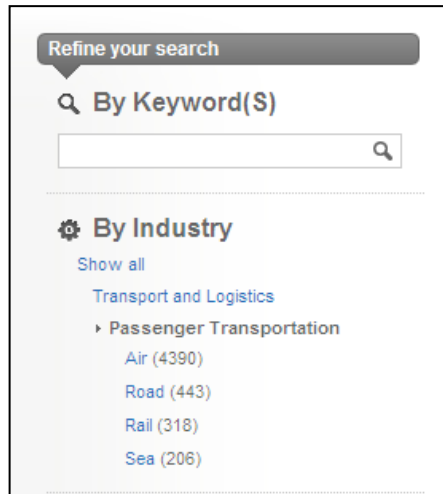 Refine your search
By Keyword(S)
By Industry
Show all
Transport and Logistics
Passenger Transportation
Air (4390)
Road (443)
Rail (318)
Sea (206)